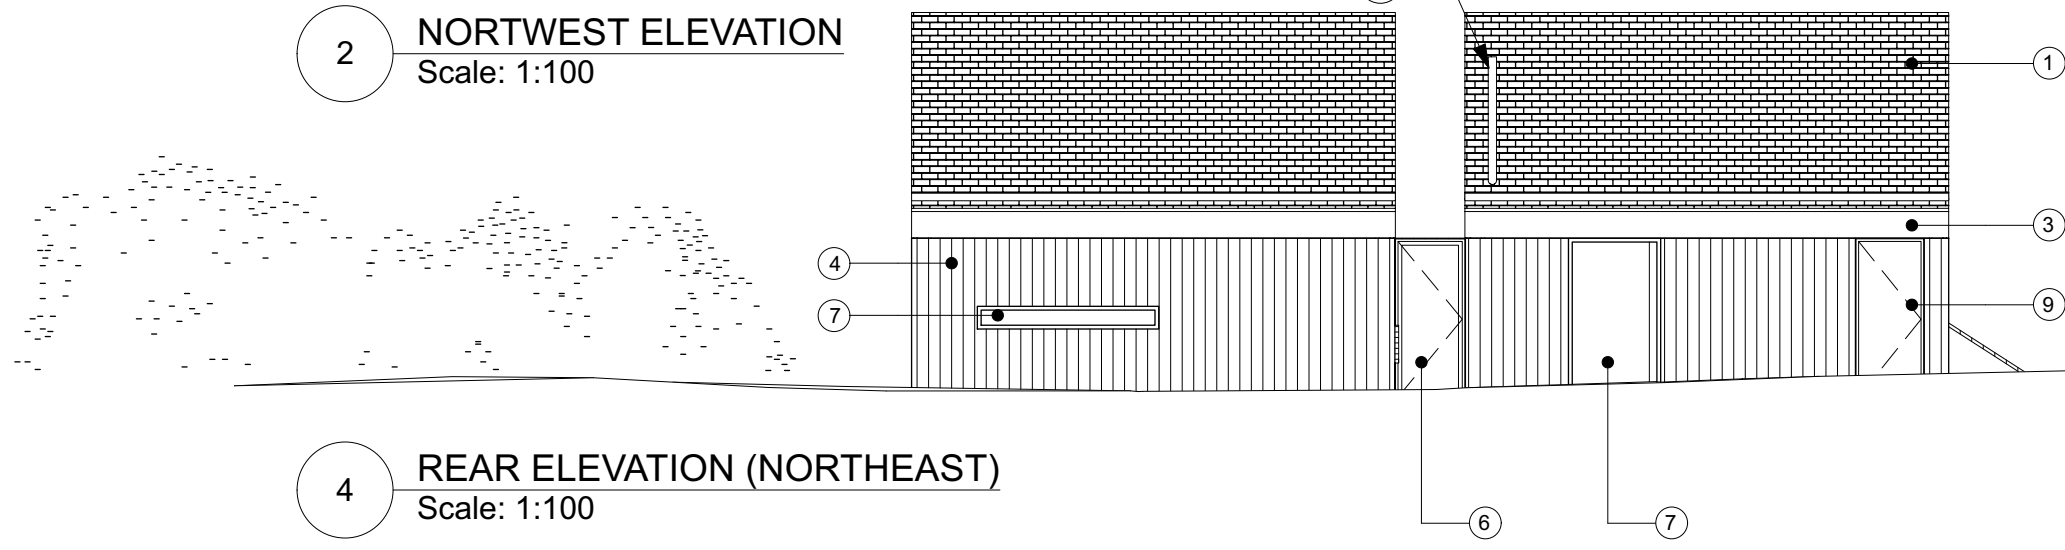 2
NORTWEST ELEVATION
Scale: 1:100
1
3
4
7
9
4
REAR ELEVATION (NORTHEAST)
Scale: 1:100
6
7